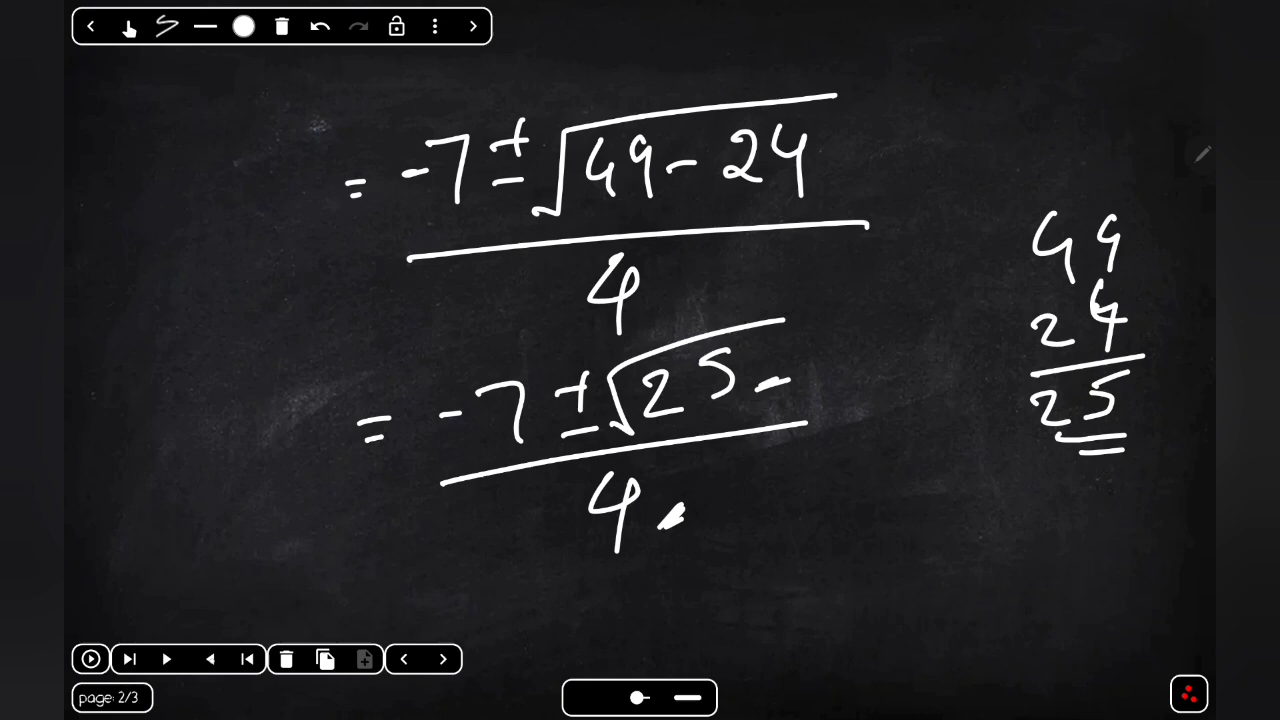 = -7 ± √49 - 24
4
= -7 ± √25
4
49
24
25
page: 2/3